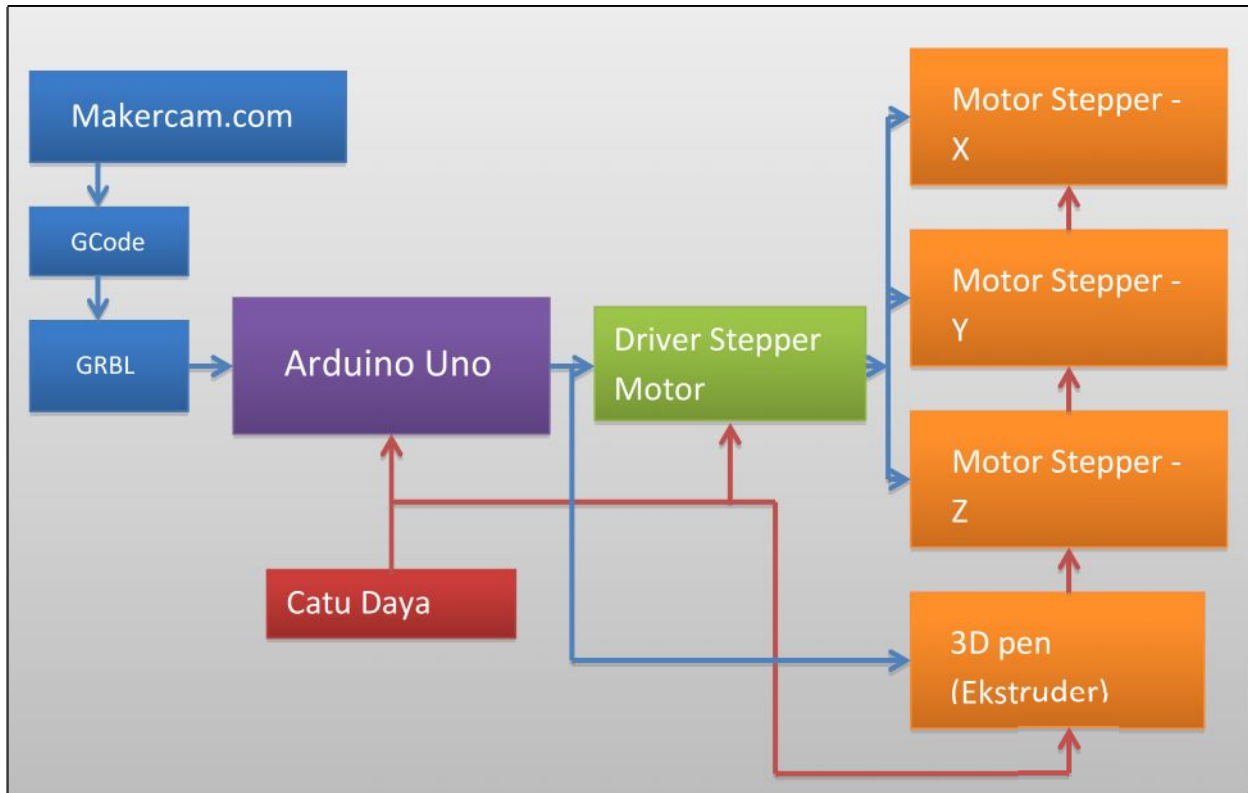 Makercam.com
GCode
GRBL
Arduino Uno
Driver Stepper
Motor
Catu Daya
Motor Stepper -
X
Motor Stepper -
Y
Motor Stepper -
Z
3D pen
(Ekstruder)